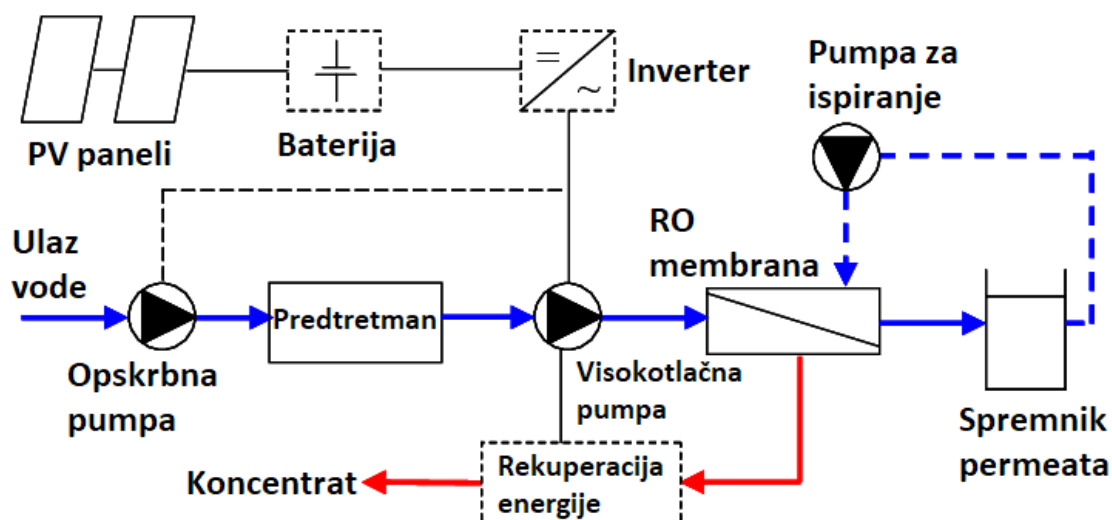 PV paneli
Baterija
Inverter
Pumpa za
ispiranje
Ulaz
vode
Opskrbna
pumpa
Predtretman
Visokotlačna
pumpa
RO
membrana
Spremnik
permeata
Koncentrat
Rekuperacija
energije